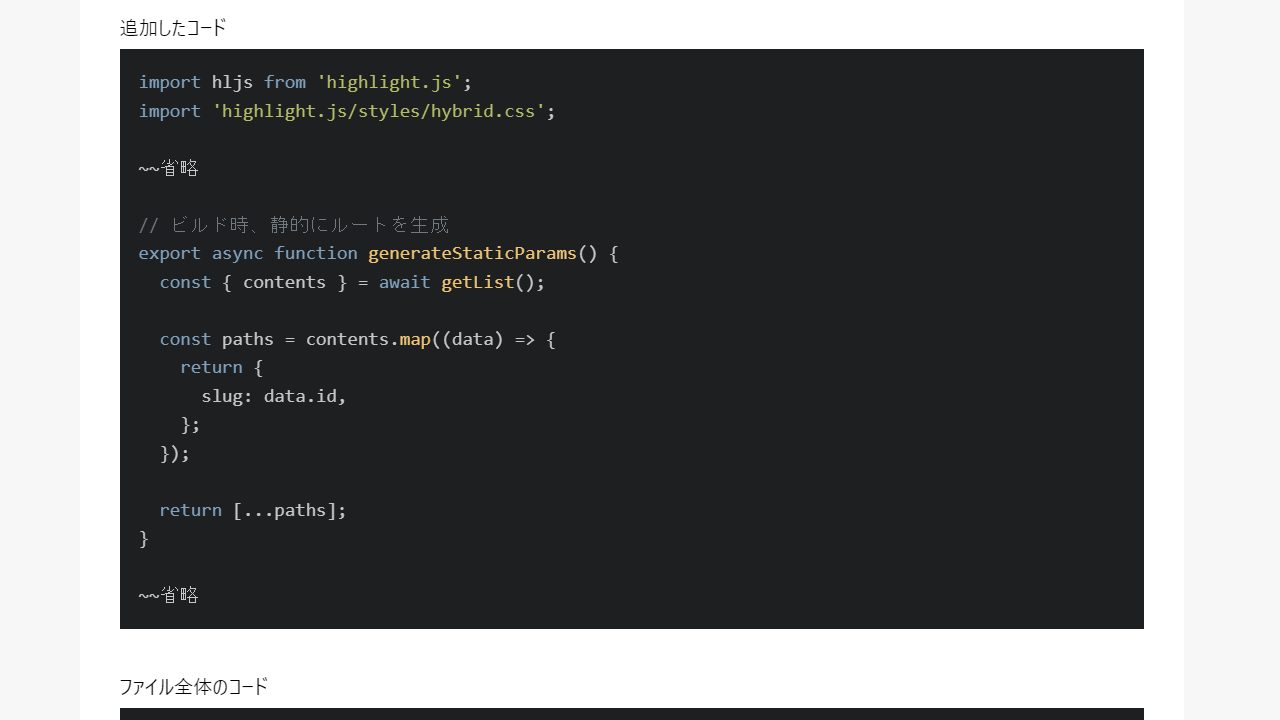 追加したコード
import hljs from 'highlight.js';
import 'highlight.js/styles/hybrid.css';
~~省略
// ビルド時、静的にルートを生成
export async function generateStaticParams() {
  const { contents } = await getList();
  const paths = contents.map((data) => {
    return {
      slug: data.id,
    };
  });
  return [...paths];
}
~~省略
ファイル全体のコード